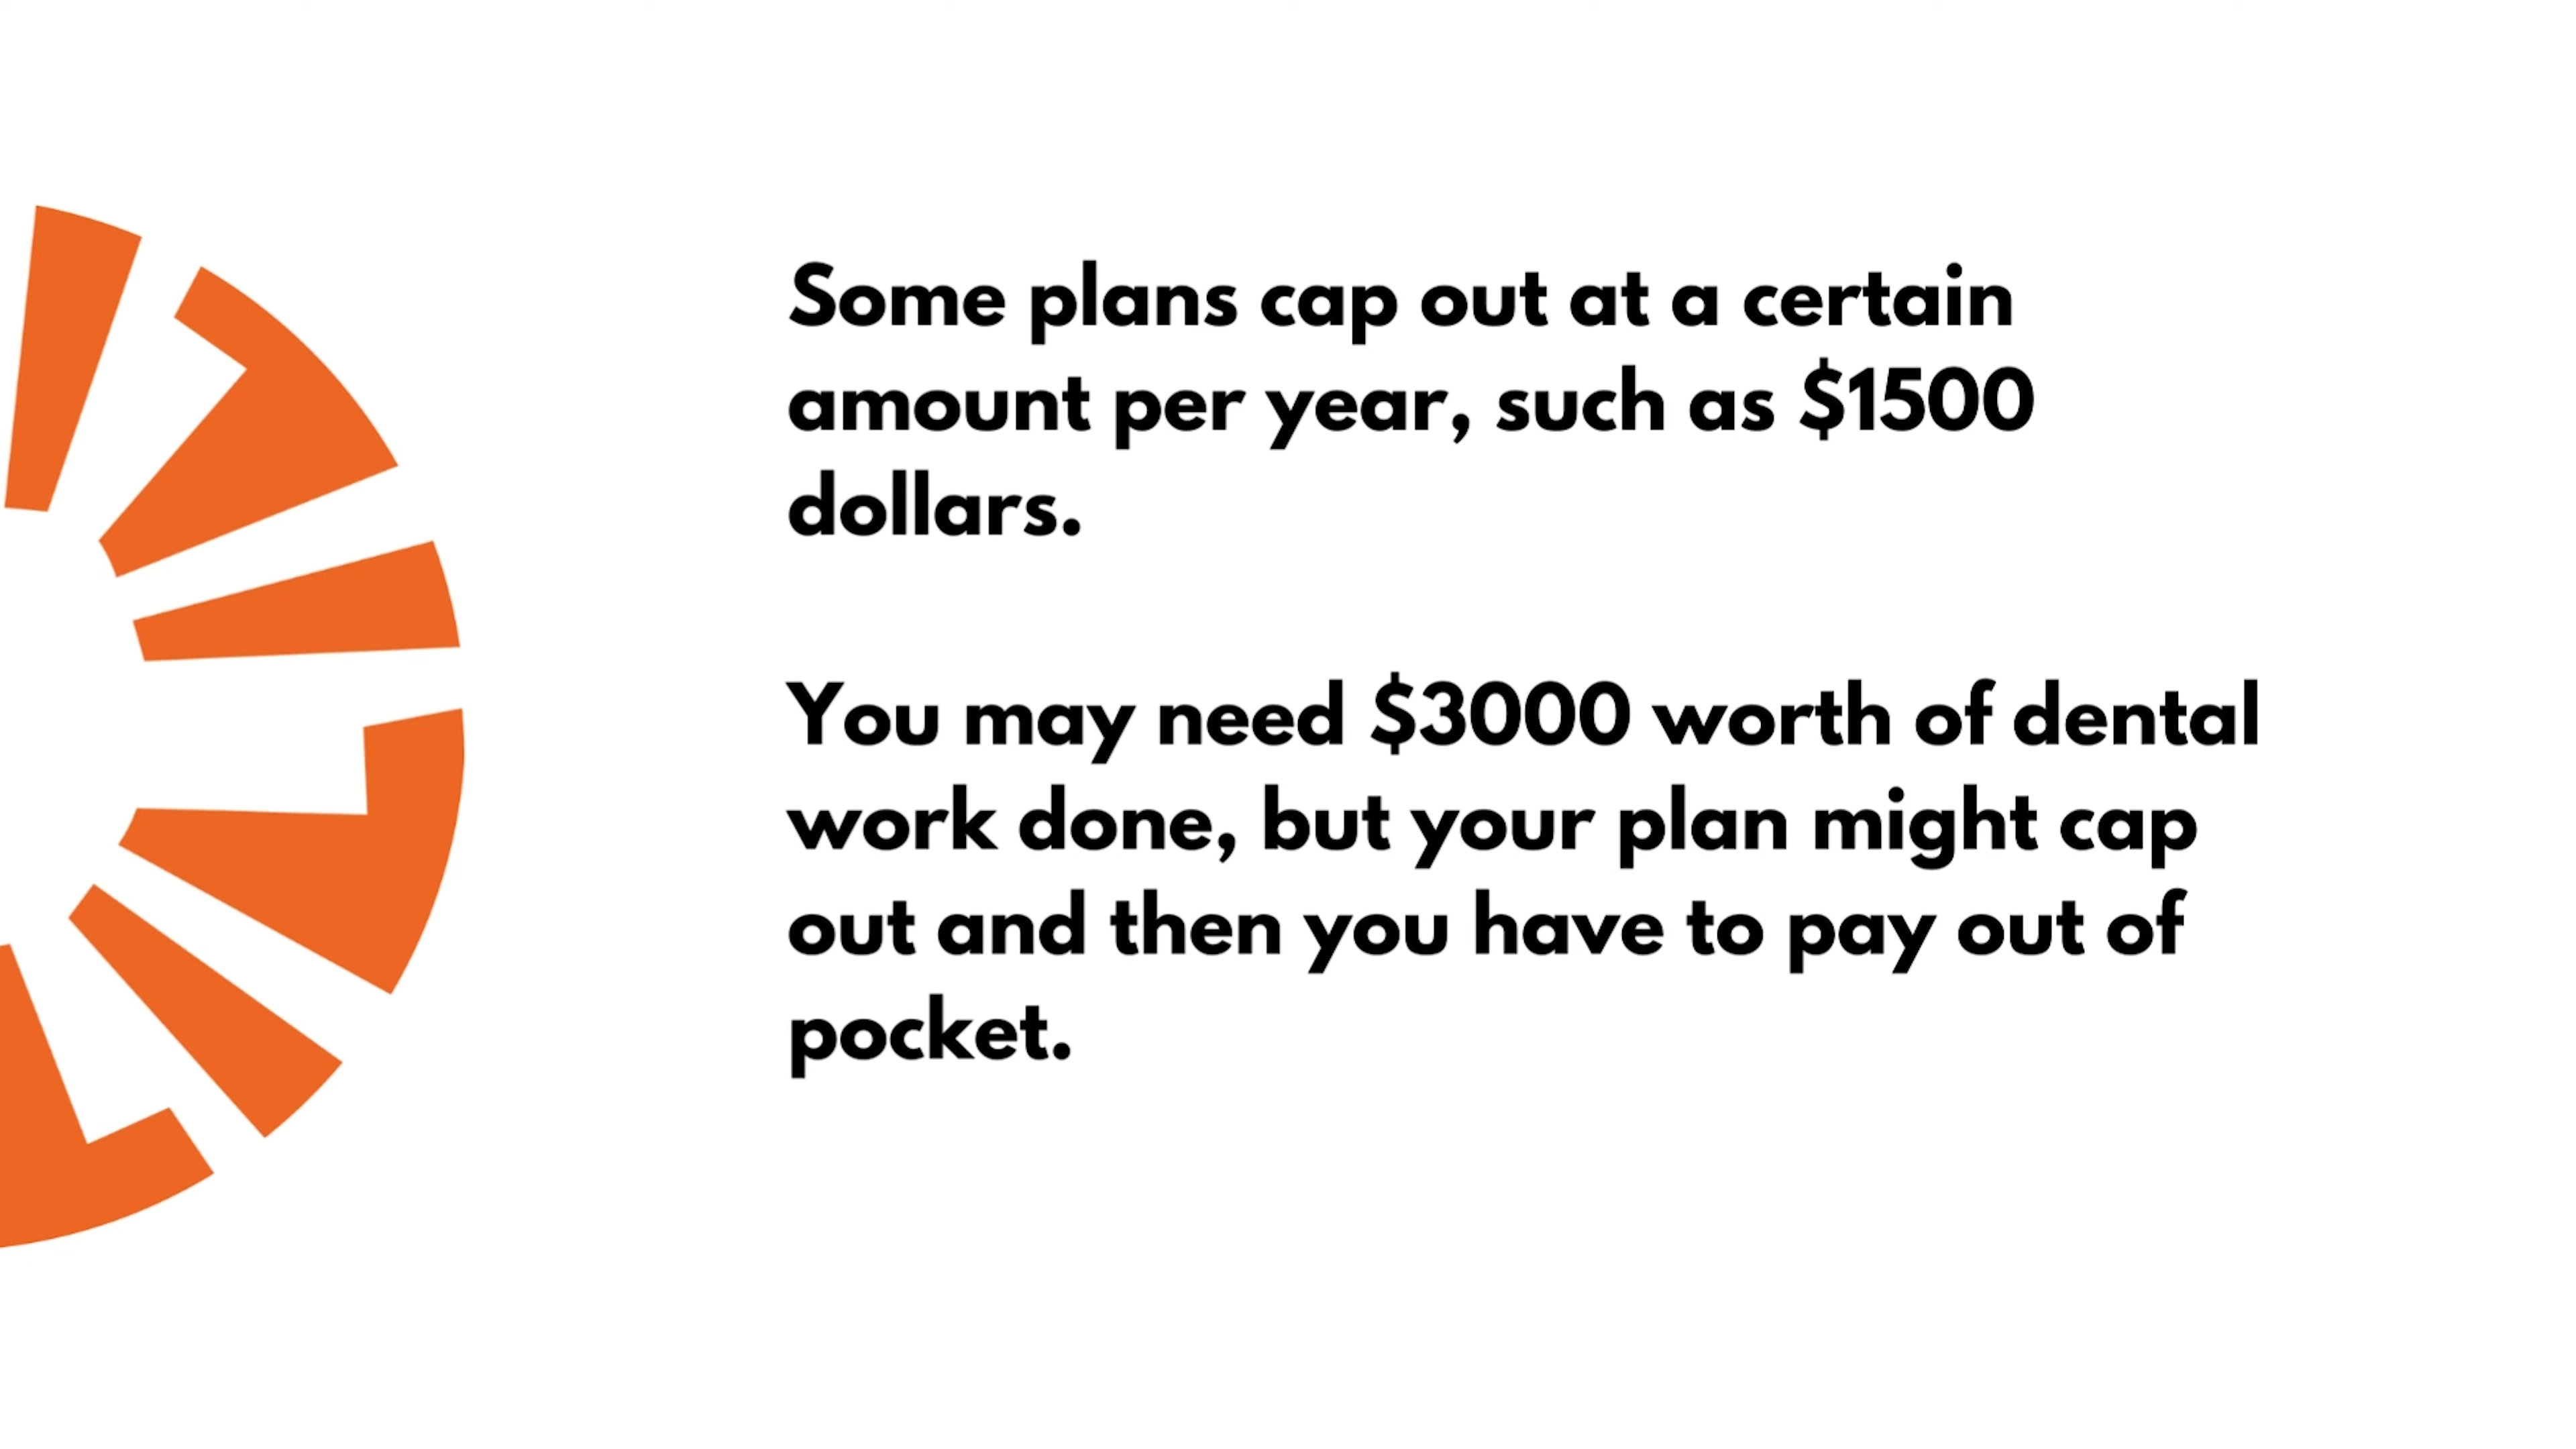 Some plans cap out at a certain
amount per year, such as $1500
dollars.
You may need $3000 worth of dental
work done, but your plan might cap
out and then you have to pay out of
pocket.